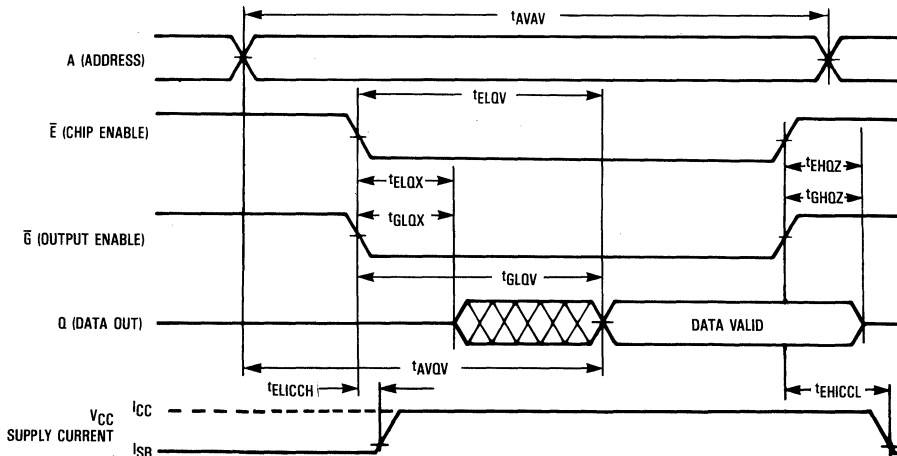 tAVAV
A (ADDRESS)
tELQV
E̅ (CHIP ENABLE)
tEHQZ
tELQX
tGHQZ
tGLQX
G̅ (OUTPUT ENABLE)
tGLQV
Q (DATA OUT)
DATA VALID
tAVQV
tELICCH
tEHICCL
VCC
SUPPLY CURRENT
ICC
ISB